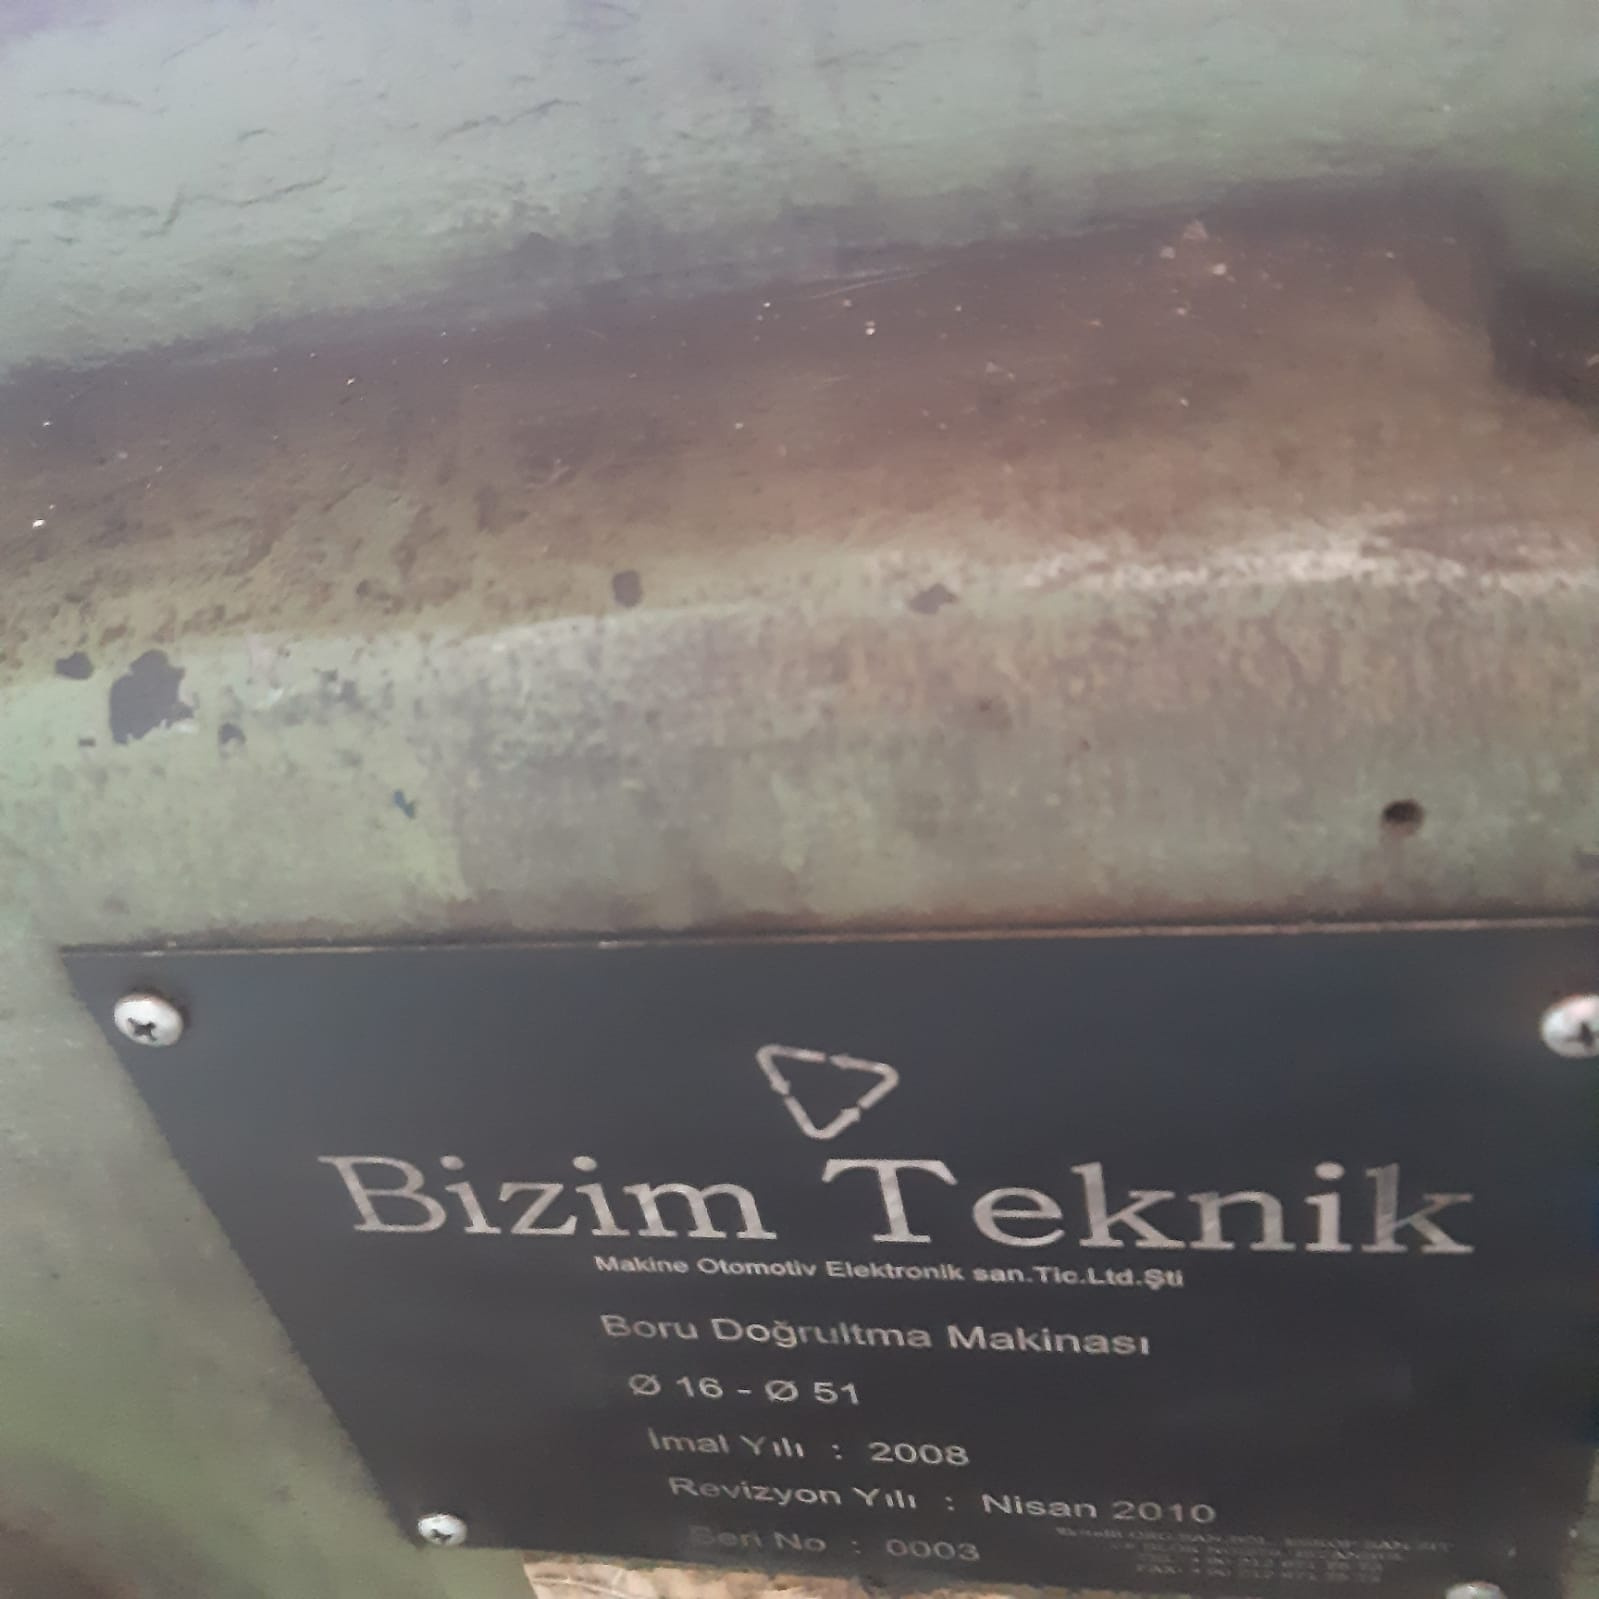 Bizim Teknik
Makine Otomotiv Elektronik san.Tic.Ltd.Şti
Boru Doğrultma Makinası
Ø 16 - Ø 51
İmal Yılı : 2008
Revizyon Yılı : Nisan 2010
Seri No : 0003